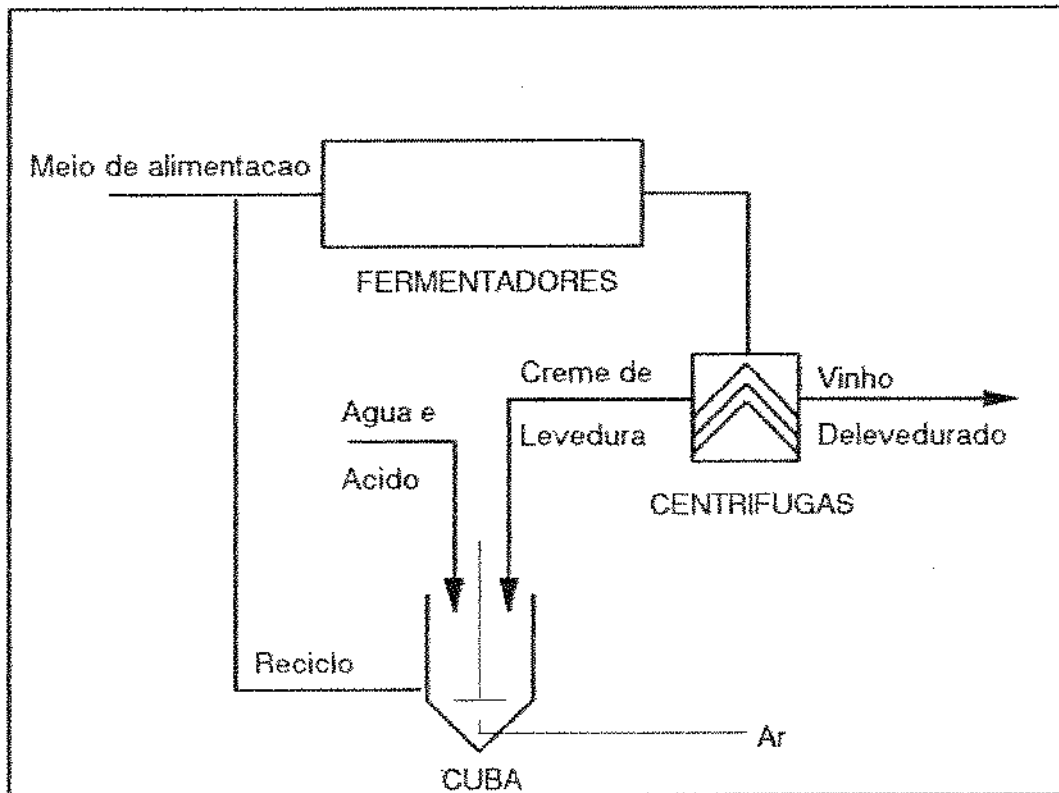 Meio de alimentacao
FERMENTADORES
Creme de
Levedura
Vinho
Delevedurado
Agua e
Acido
CENTRIFUGAS
Reciclo
Ar
CUBA